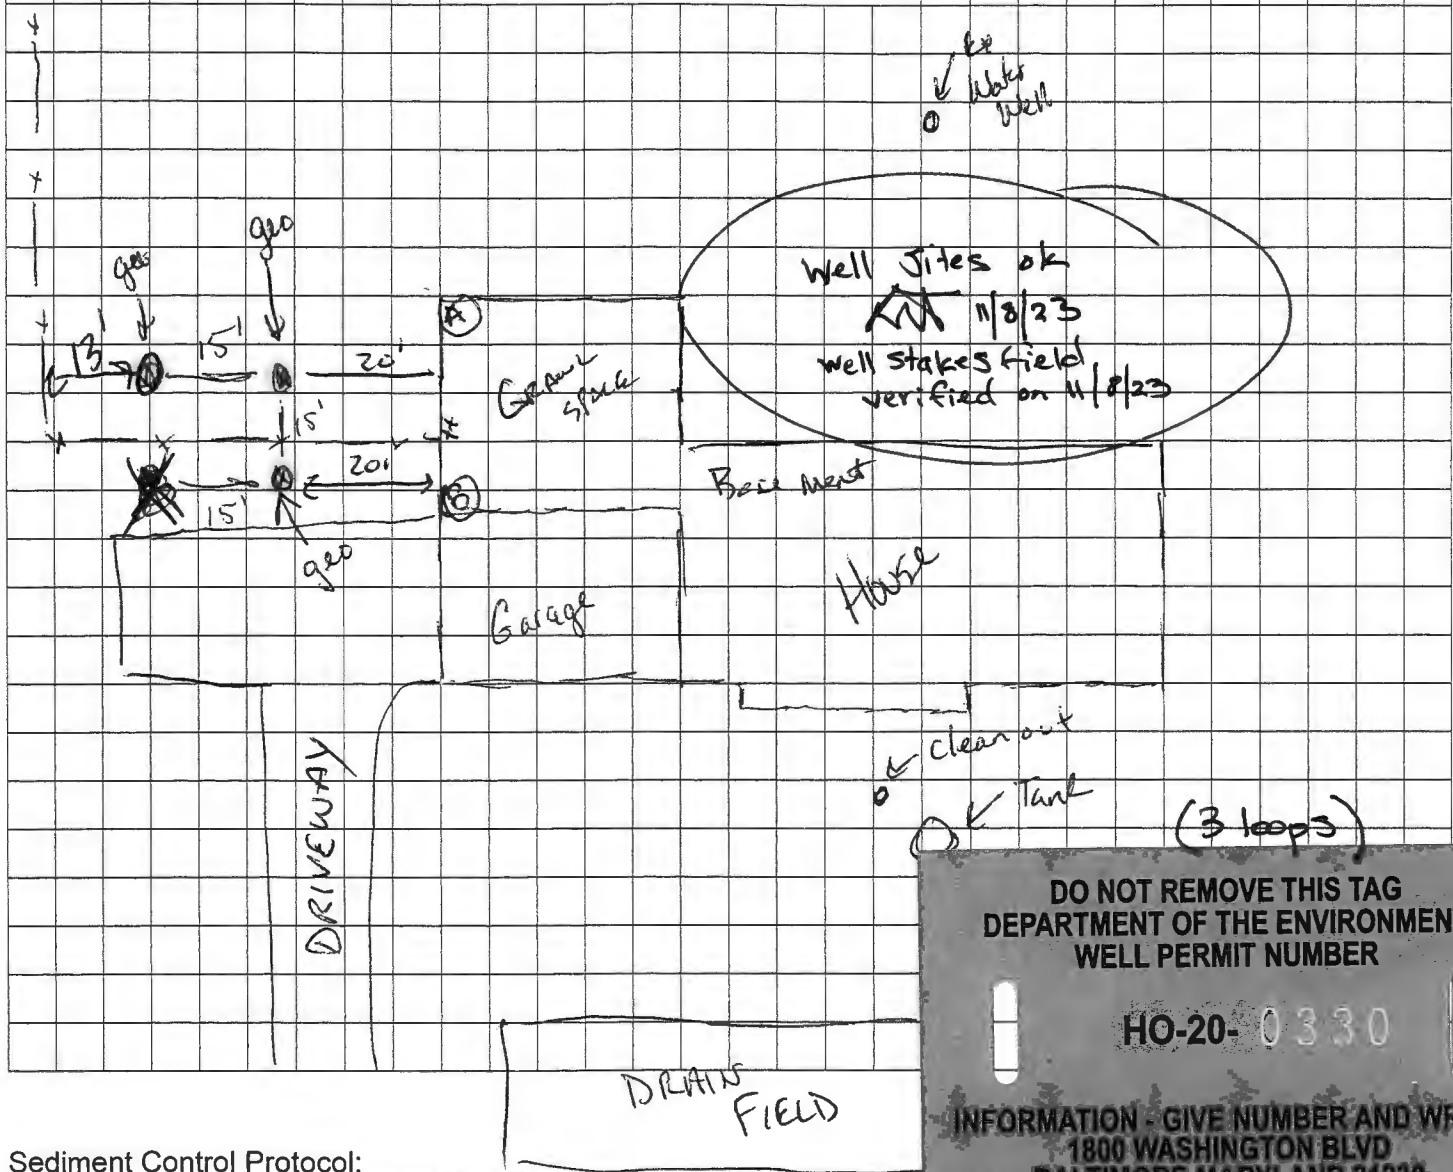 Water
Well
geo
geo
Well Sites ok
11/8/23
well stakes field
verified on 11/8/23
13'
15'
20'
A
CRAWL
SPACE
15'
20'
15'
B
geo
Basement
House
Garage
clean out
Tank
(3 loops)
DRIVEWAY
DO NOT REMOVE THIS TAG
DEPARTMENT OF THE ENVIRONMEN
WELL PERMIT NUMBER
HO-20-0330
INFORMATION - GIVE NUMBER AND
1800 WASHINGTON BLVD
DRAIN
FIELD
Sediment Control Protocol: